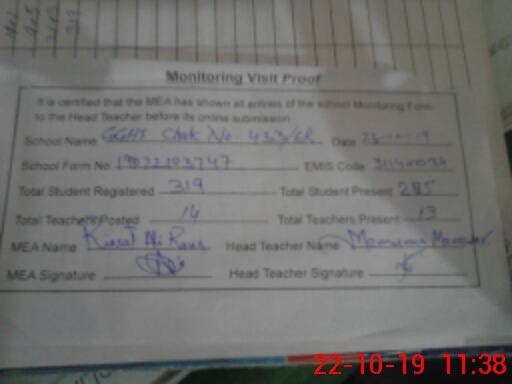 Monitoring Visit Proof
It is certified that the MEA has shown all entries of the school Monitoring Form
to the Head Teacher before its online submission
School Name GGHS Chak No. 433/ER Date 23-10-19
School Form No. 19022103747 EMIS Code
Total Student Registered 319 Total Student Present 285
Total Teachers Posted 14 Total Teachers Present 13
MEA Name Head Teacher Name
MEA Signature Head Teacher Signature
22-10-19 11:38